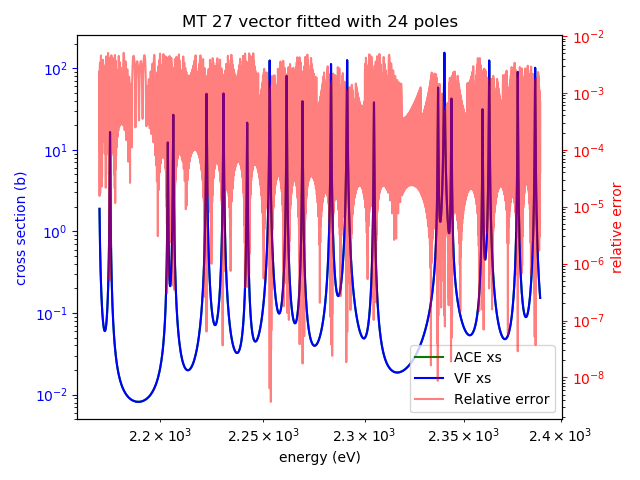 MT 27 vector fitted with 24 poles
cross section (b)
10²
10¹
10⁰
10⁻¹
10⁻²
10⁻²
10⁻³
10⁻⁴
10⁻⁵
10⁻⁶
10⁻⁷
10⁻⁸
relative error
ACE xs
VF xs
Relative error
2.2 × 10³ 2.25 × 10³ 2.3 × 10³ 2.35 × 10³ 2.4 × 10³
energy (eV)